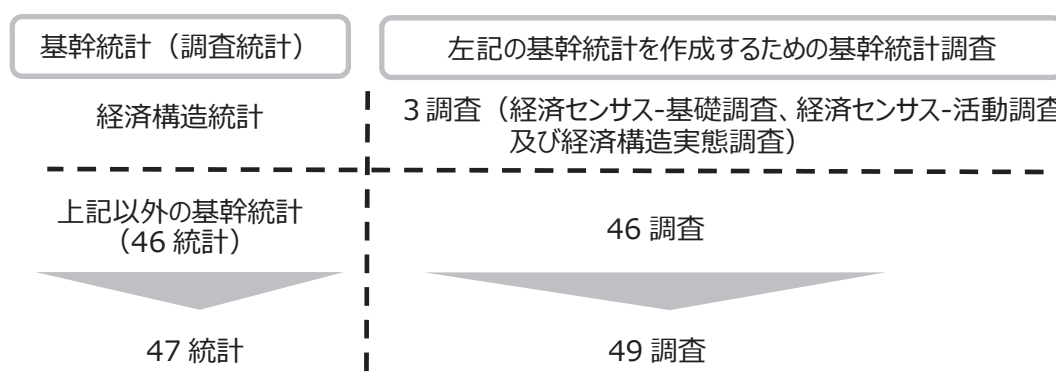 基幹統計（調査統計）
左記の基幹統計を作成するための基幹統計調査
経済構造統計
３調査（経済センサス-基礎調査、経済センサス-活動調査
及び経済構造実態調査）
上記以外の基幹統計
（46 統計）
46 調査
47 統計
49 調査